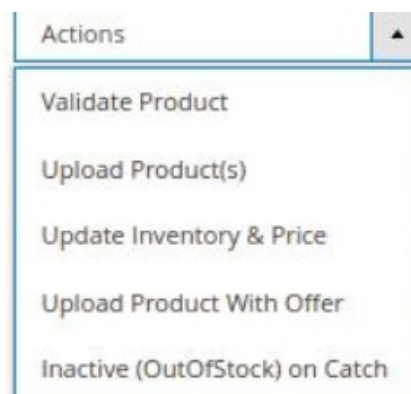 Actions
Validate Product
Upload Product(s)
Update Inventory & Price
Upload Product With Offer
Inactive (OutOfStock) on Catch